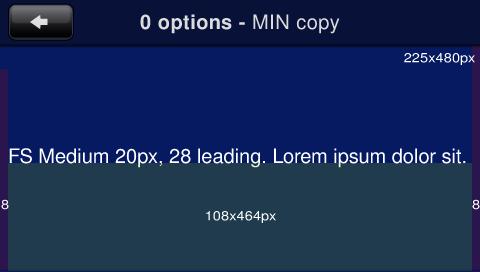 0 options - MIN copy
225x480px
FS Medium 20px, 28 leading. Lorem ipsum dolor sit.
8
8
108x464px